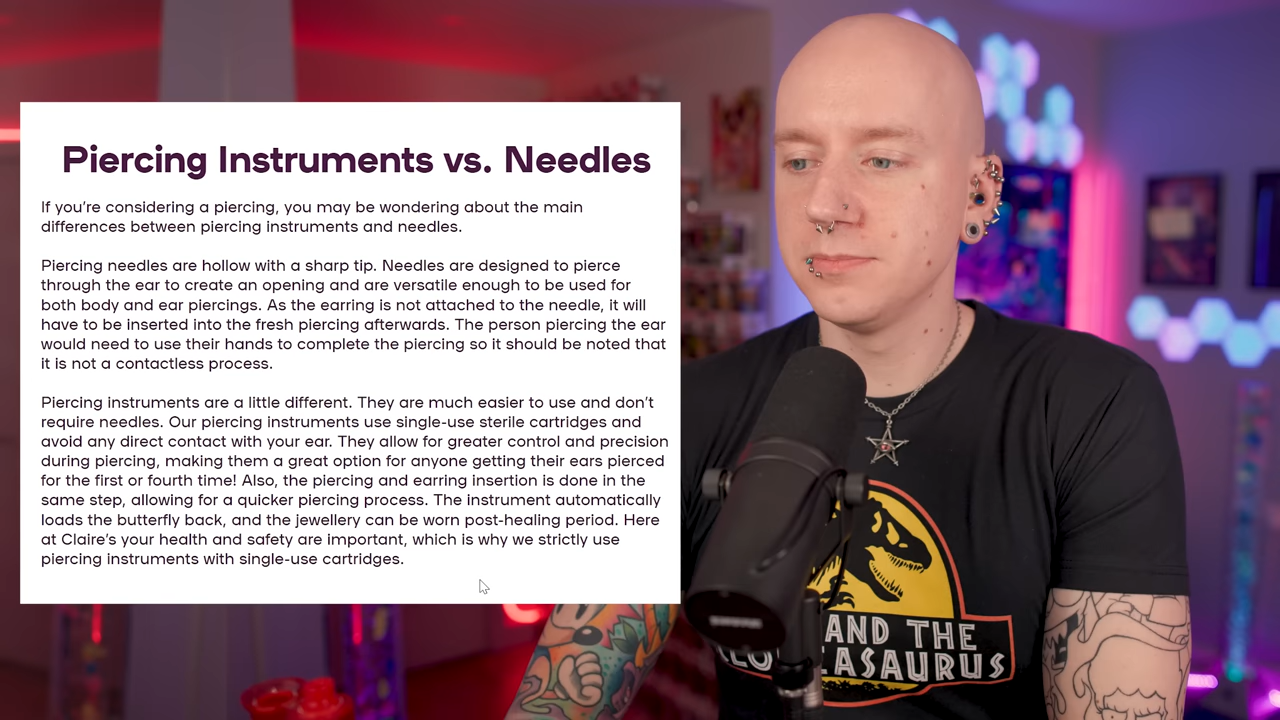 Piercing Instruments vs. Needles
If you're considering a piercing, you may be wondering about the main
differences between piercing instruments and needles.
Piercing needles are hollow with a sharp tip. Needles are designed to pierce
through the ear to create an opening and are versatile enough to be used for
both body and ear piercings. As the earring is not attached to the needle, it will
have to be inserted into the fresh piercing afterwards. The person piercing the ear
would need to use their hands to complete the piercing so it should be noted that
it is not a contactless process.
Piercing instruments are a little different. They are much easier to use and don't
require needles. Our piercing instruments use single-use sterile cartridges and
avoid any direct contact with your ear. They allow for greater control and precision
during piercing, making them a great option for anyone getting their ears pierced
for the first or fourth time! Also, the piercing and earring insertion is done in the
same step, allowing for a quicker piercing process. The instrument automatically
loads the butterfly back, and the jewellery can be worn post-healing period. Here
at Claire's your health and safety are important, which is why we strictly use
piercing instruments with single-use cartridges.
AND THE